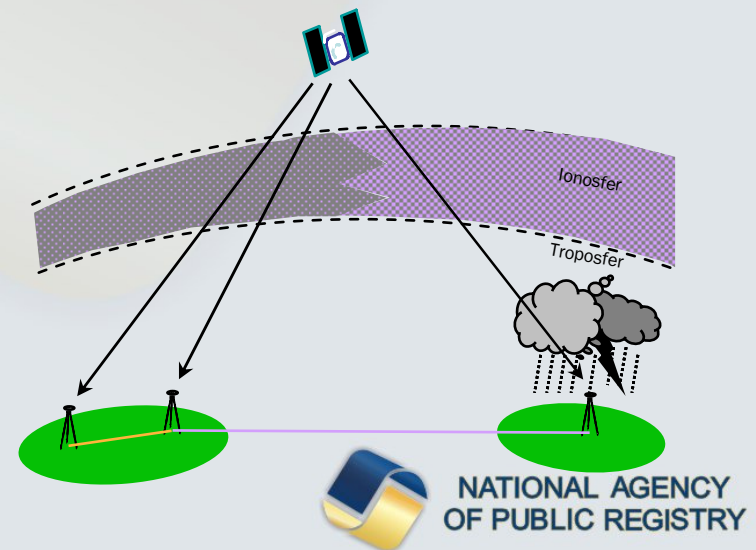 Ionosfer
Troposfer
NATIONAL AGENCY
OF PUBLIC REGISTRY